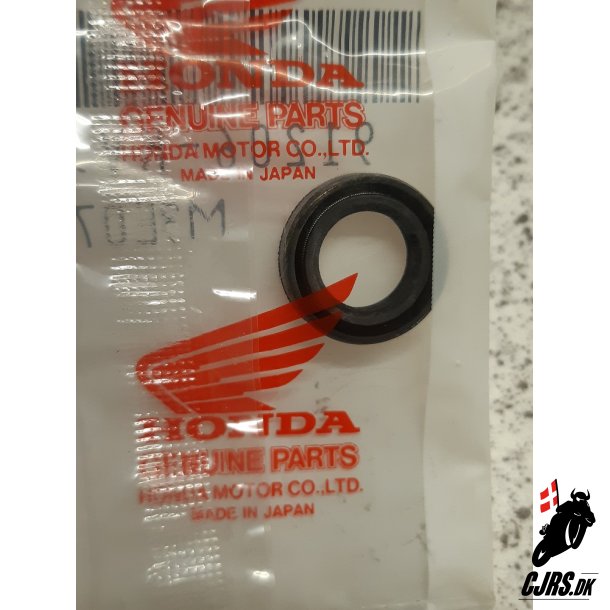 HONDA
GENUINE PARTS
HONDA MOTOR CO.,LTD.
MADE IN JAPAN
91206
HONDA
GENUINE PARTS
HONDA MOTOR CO.,LTD.
MADE IN JAPAN
CJRS.DK